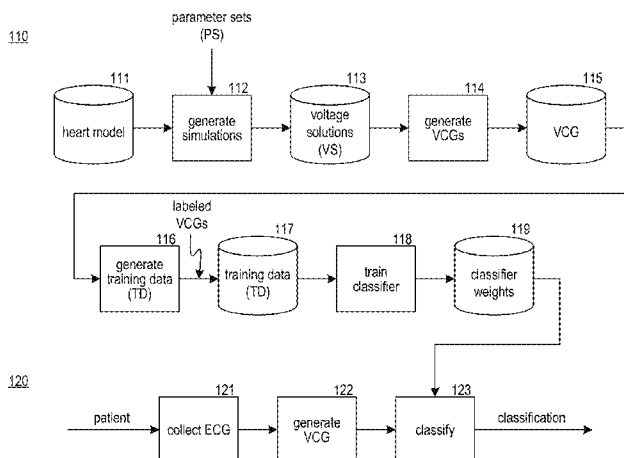 parameter sets
(PS)
110
111
112
113
114
115
heart model
generate
simulations
voltage
solutions
(VS)
generate
VCGs
VCG
labeled
VCGs
116
117
118
119
generate
training data
(TD)
training data
(TD)
train
classifier
classifier
weights
120
121
122
123
patient
collect ECG
generate
VCG
classify
classification